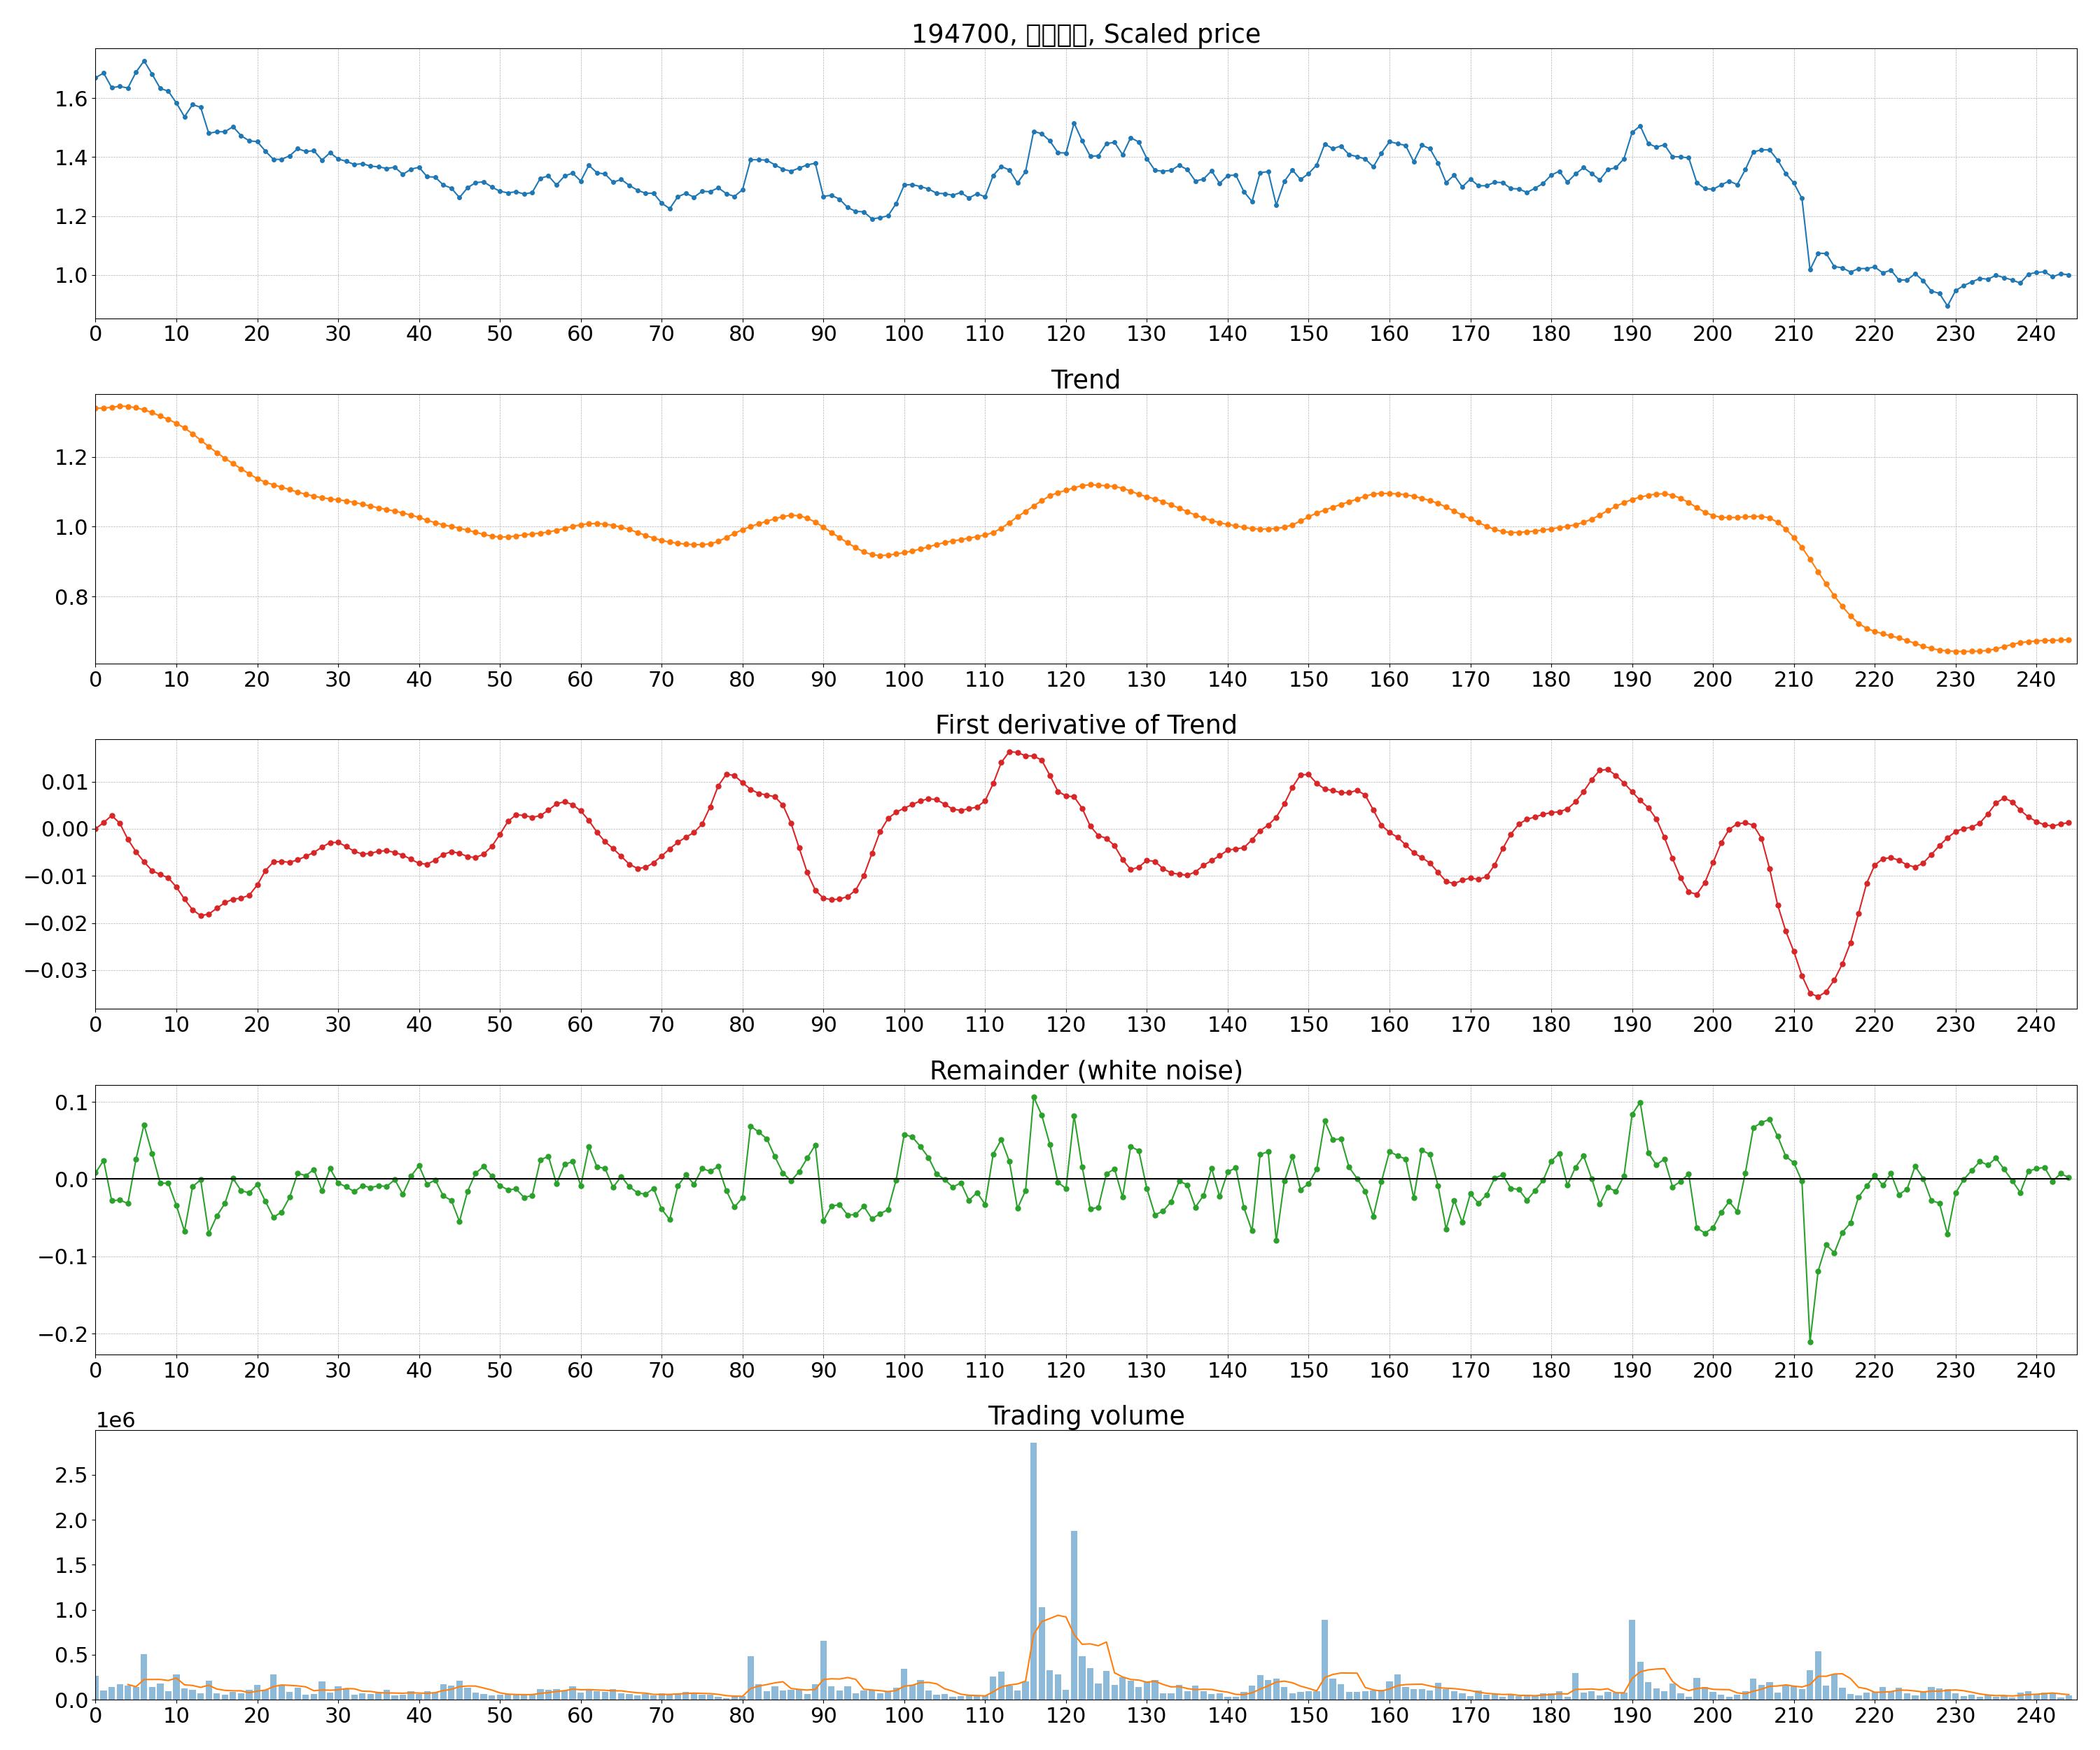 194700, , Scaled price
1.6
1.4
1.2
1.0
0 10 20 30 40 50 60 70 80 90 100 110 120 130 140 150 160 170 180 190 200 210 220 230 240
Trend
1.2
1.0
0.8
0 10 20 30 40 50 60 70 80 90 100 110 120 130 140 150 160 170 180 190 200 210 220 230 240
First derivative of Trend
0.01
0.00
−0.01
−0.02
−0.03
0 10 20 30 40 50 60 70 80 90 100 110 120 130 140 150 160 170 180 190 200 210 220 230 240
Remainder (white noise)
0.1
0.0
−0.1
−0.2
0 10 20 30 40 50 60 70 80 90 100 110 120 130 140 150 160 170 180 190 200 210 220 230 240
Trading volume
1e6
2.5
2.0
1.5
1.0
0.5
0.0
0 10 20 30 40 50 60 70 80 90 100 110 120 130 140 150 160 170 180 190 200 210 220 230 240